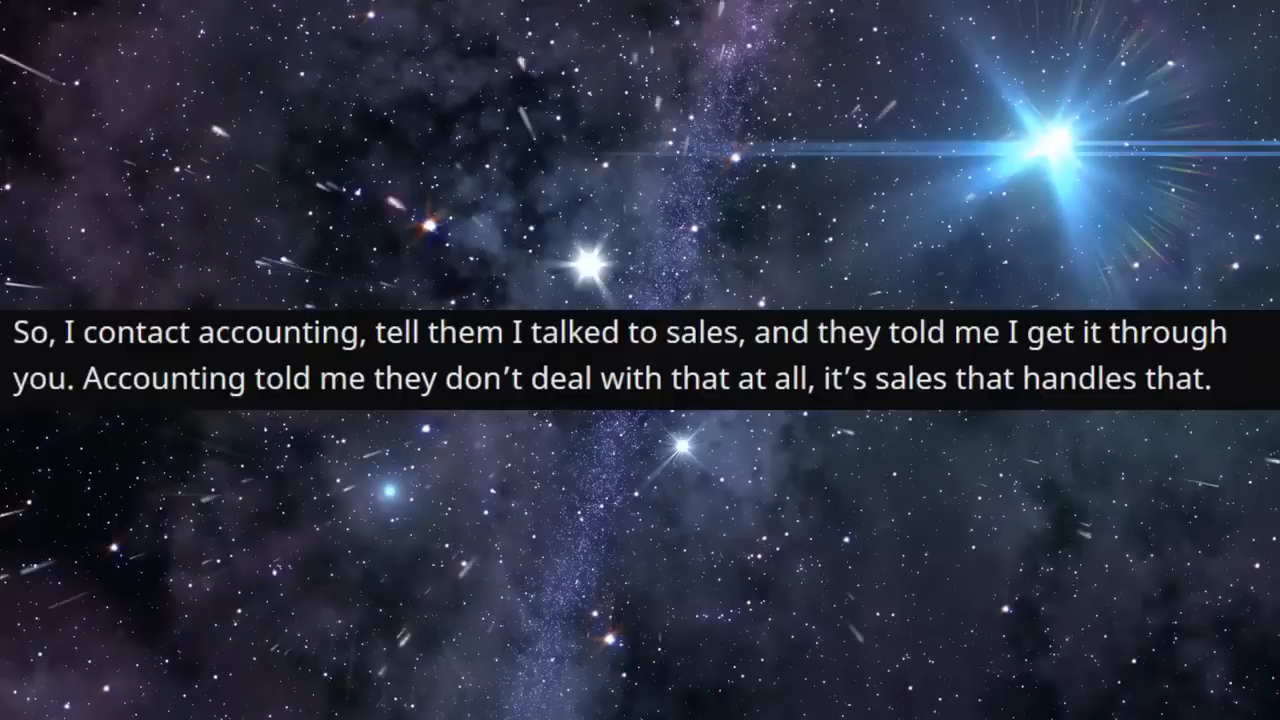 So, I contact accounting, tell them I talked to sales, and they told me I get it through
you. Accounting told me they don’t deal with that at all, it’s sales that handles that.